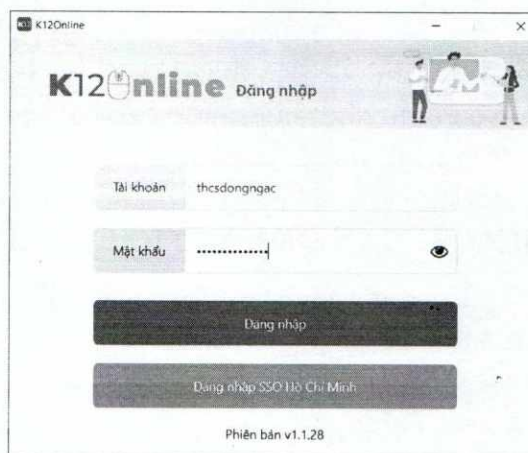 K12Online
K12Online Đăng nhập
Tài khoản thcsdongngac
Mật khẩu ••••••••••••••
Đăng nhập
Đăng nhập SSO Hồ Chí Minh
Phiên bản v1.1.28